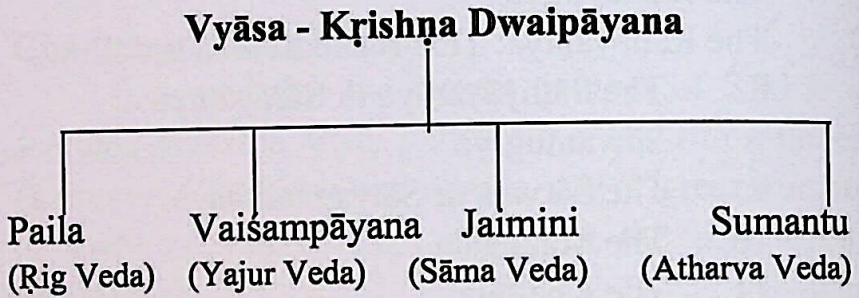 Vyāsa - Kṛishṇa Dwaipāyana
Paila Vaiśampāyana Jaimini Sumantu
(Ṛig Veda) (Yajur Veda) (Sāma Veda) (Atharva Veda)